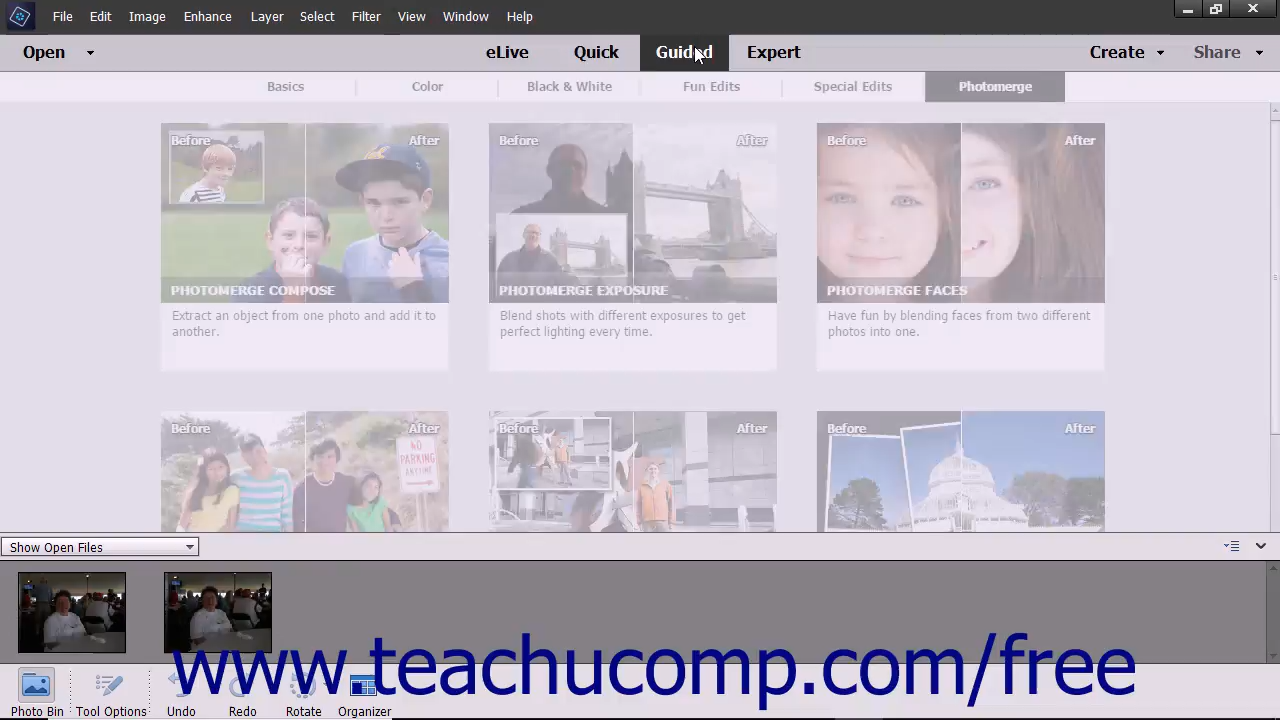 File Edit Image Enhance Layer Select Filter View Window Help
Open eLive Quick Guided Expert Create Share
Basics Color Black & White Fun Edits Special Edits Photomerge
Before After Before After Before After
PHOTOMERGE COMPOSE PHOTOMERGE EXPOSURE PHOTOMERGE FACES
Extract an object from one photo and add it to another.
Blend shots with different exposures to get perfect lighting every time.
Have fun by blending faces from two different photos into one.
Before After Before After Before After
NO
PARKING
ANYTIME
Show Open Files
www.teachucomp.com/free
Photo Bin Tool Options Undo Redo Rotate Organizer